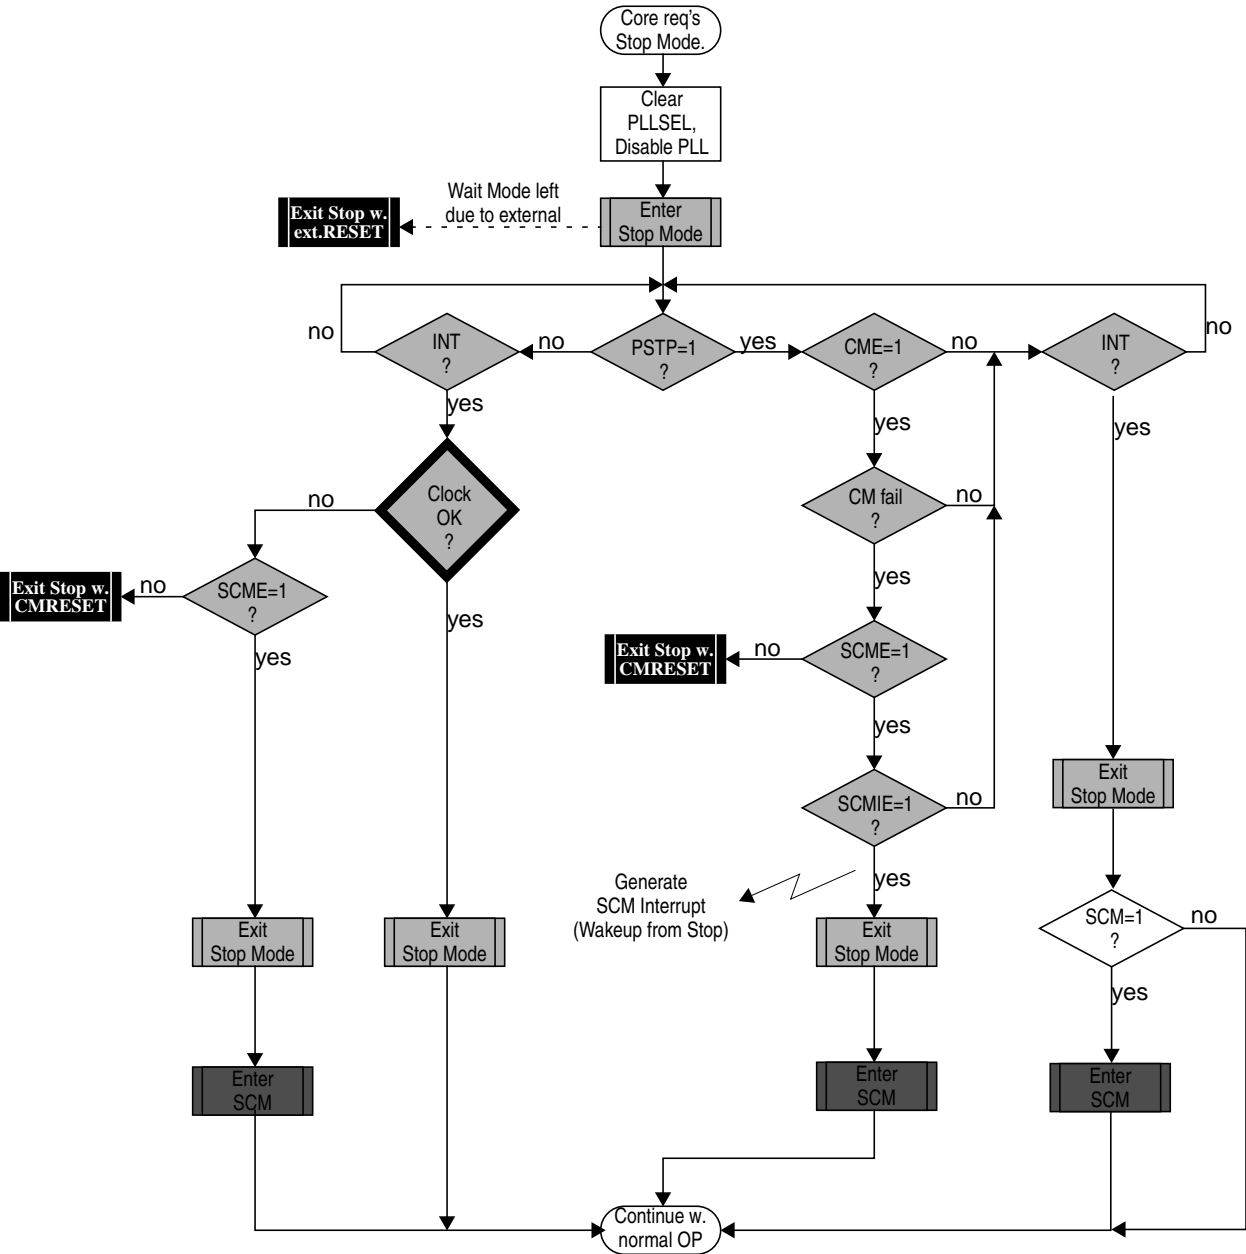 Core req's
Stop Mode.
Clear
PLLSEL,
Disable PLL
Wait Mode left
due to external
Exit Stop w.
ext.RESET
Enter
Stop Mode
no
INT
?
no
PSTP=1
?
yes
CME=1
?
no
INT
?
no
yes
yes
yes
no
Clock
OK
?
CM fail
?
no
Exit Stop w.
CMRESET
no
SCME=1
?
yes
yes
yes
Exit Stop w.
CMRESET
no
SCME=1
?
yes
SCMIE=1
?
no
Exit
Stop Mode
Generate
SCM Interrupt
(Wakeup from Stop)
yes
SCM=1
?
no
Exit
Stop Mode
Exit
Stop Mode
Exit
Stop Mode
yes
Enter
SCM
Enter
SCM
Enter
SCM
Continue w.
normal OP